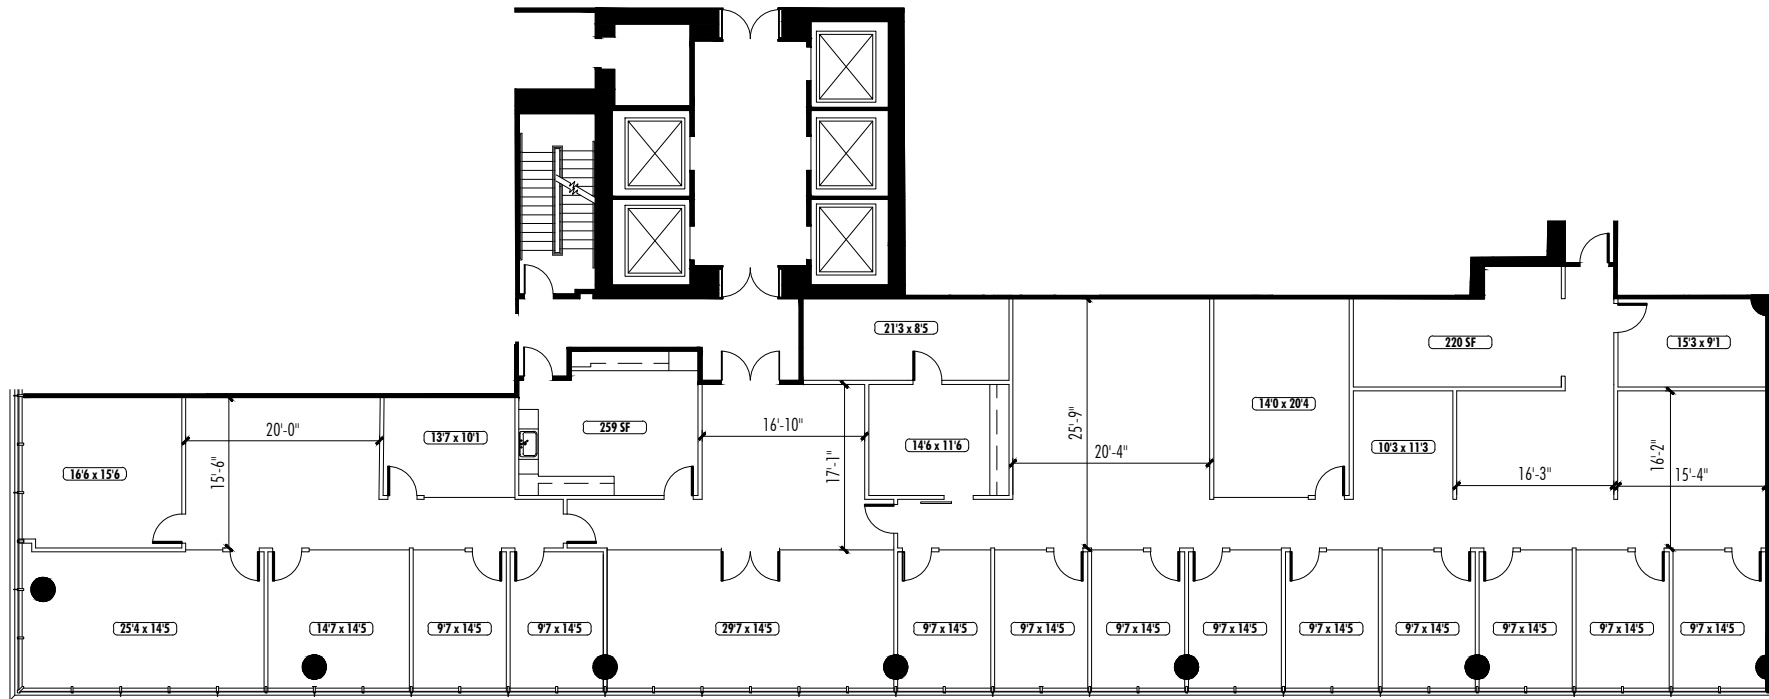 21'3 x 8'5
220 SF
15'3 x 9'1
14'0 x 20'4
20'-0"
13'7 x 10'1
259 SF
16'-10"
25'-9"
14'6 x 11'6
20'-4"
10'3 x 11'3
16'-2"
16'6 x 15'6
15'-6"
17'-1"
16'-3"
15'-4"
25'4 x 14'5
14'7 x 14'5
9'7 x 14'5
9'7 x 14'5
29'7 x 14'5
9'7 x 14'5
9'7 x 14'5
9'7 x 14'5
9'7 x 14'5
9'7 x 14'5
9'7 x 14'5
9'7 x 14'5
9'7 x 14'5
9'7 x 14'5